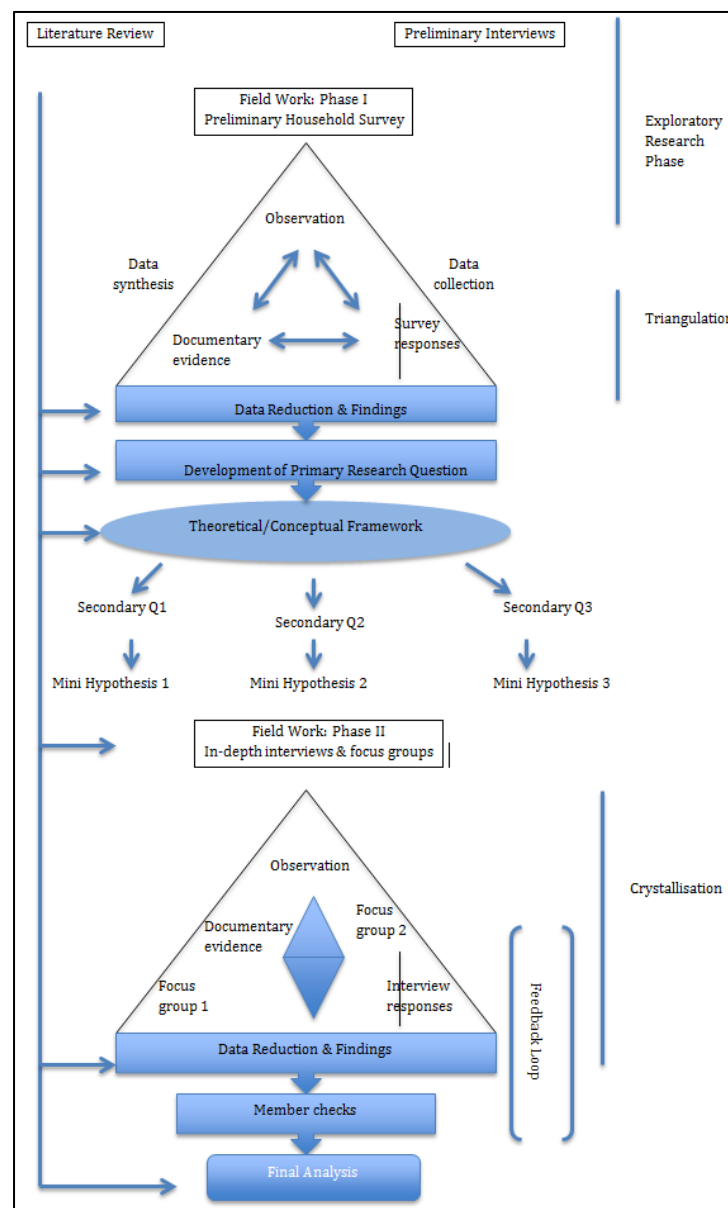 Literature Review
Preliminary Interviews
Field Work: Phase I
Preliminary Household Survey
Exploratory
Research
Phase
Observation
Data
synthesis
Data
collection
Documentary
evidence
Survey
responses
Triangulation
Data Reduction & Findings
Development of Primary Research Question
Theoretical/Conceptual Framework
Secondary Q1
Secondary Q2
Secondary Q3
Mini Hypothesis 1
Mini Hypothesis 2
Mini Hypothesis 3
Field Work: Phase II
In-depth interviews & focus groups
Observation
Documentary
evidence
Focus
group 2
Focus
group 1
Interview
responses
Crystallisation
Feedback Loop
Data Reduction & Findings
Member checks
Final Analysis